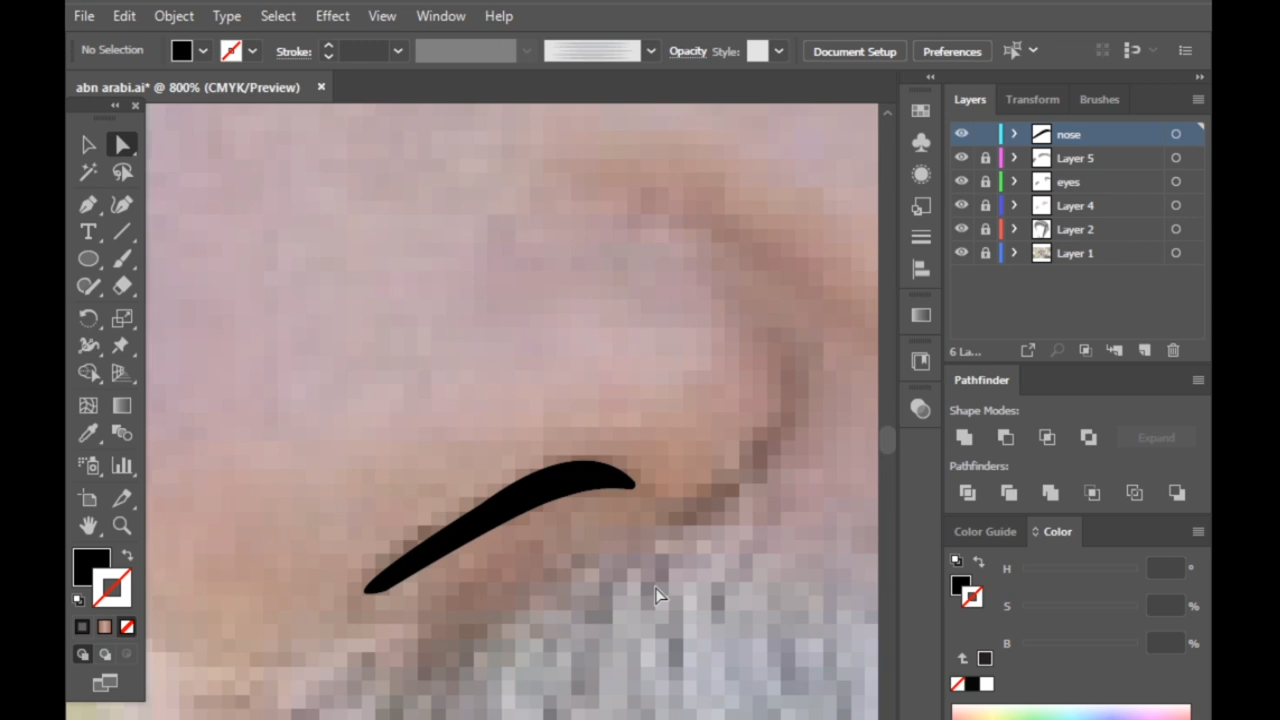 File Edit Object Type Select Effect View Window Help
No Selection Stroke: Opacity Style: Document Setup Preferences
abn arabi.ai* @ 800% (CMYK/Preview)
Layers Transform Brushes
nose
Layer 5
eyes
Layer 4
Layer 2
Layer 1
6 La...
Pathfinder
Shape Modes:
Expand
Pathfinders:
Color Guide Color
H °
S %
B %